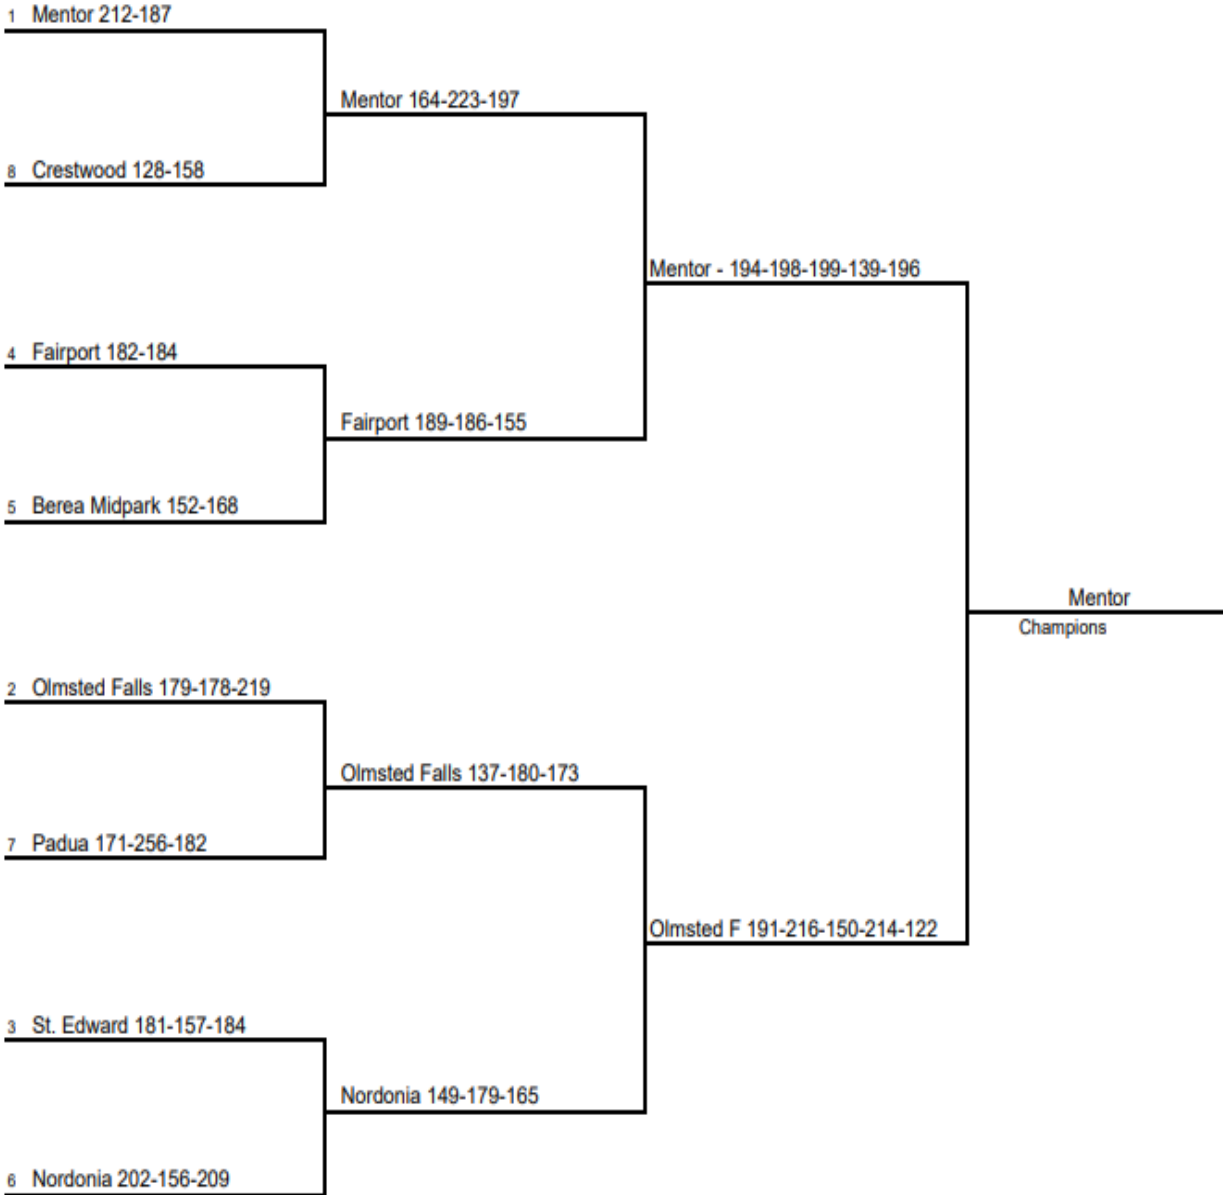 1 Mentor 212-187
Mentor 164-223-197
8 Crestwood 128-158
Mentor - 194-198-199-139-196
4 Fairport 182-184
Fairport 189-186-155
5 Berea Midpark 152-168
Mentor
Champions
2 Olmsted Falls 179-178-219
Olmsted Falls 137-180-173
7 Padua 171-256-182
Olmsted F 191-216-150-214-122
3 St. Edward 181-157-184
Nordonia 149-179-165
6 Nordonia 202-156-209